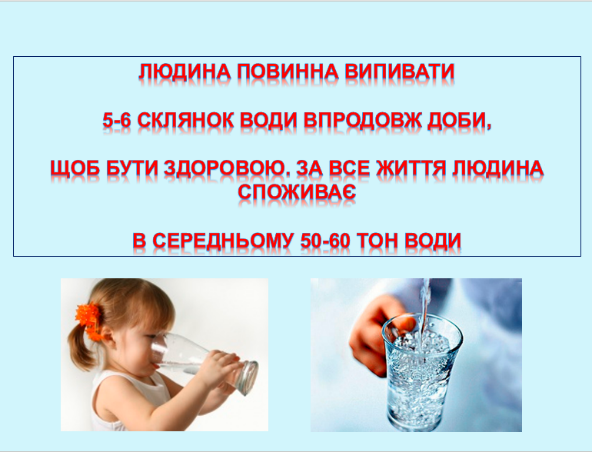 ЛЮДИНА ПОВИННА ВИПИВАТИ
5-6 СКЛЯНОК ВОДИ ВПРОДОВЖ ДОБИ,
ЩОБ БУТИ ЗДОРОВОЮ. ЗА ВСЕ ЖИТТЯ ЛЮДИНА
СПОЖИВАЄ
В СЕРЕДНЬОМУ 50-60 ТОН ВОДИ